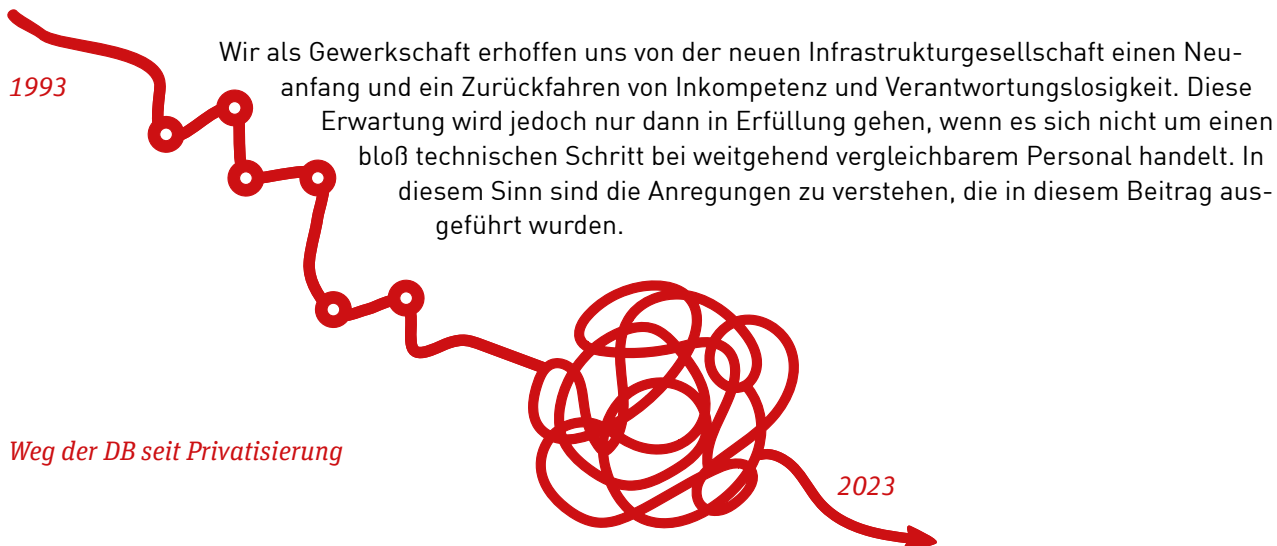 Wir als Gewerkschaft erhoffen uns von der neuen Infrastrukturgesellschaft einen Neu-
1993
anfang und ein Zurückfahren von Inkompetenz und Verantwortungslosigkeit. Diese
Erwartung wird jedoch nur dann in Erfüllung gehen, wenn es sich nicht um einen
bloß technischen Schritt bei weitgehend vergleichbarem Personal handelt. In
diesem Sinn sind die Anregungen zu verstehen, die in diesem Beitrag aus-
geführt wurden.
Weg der DB seit Privatisierung
2023